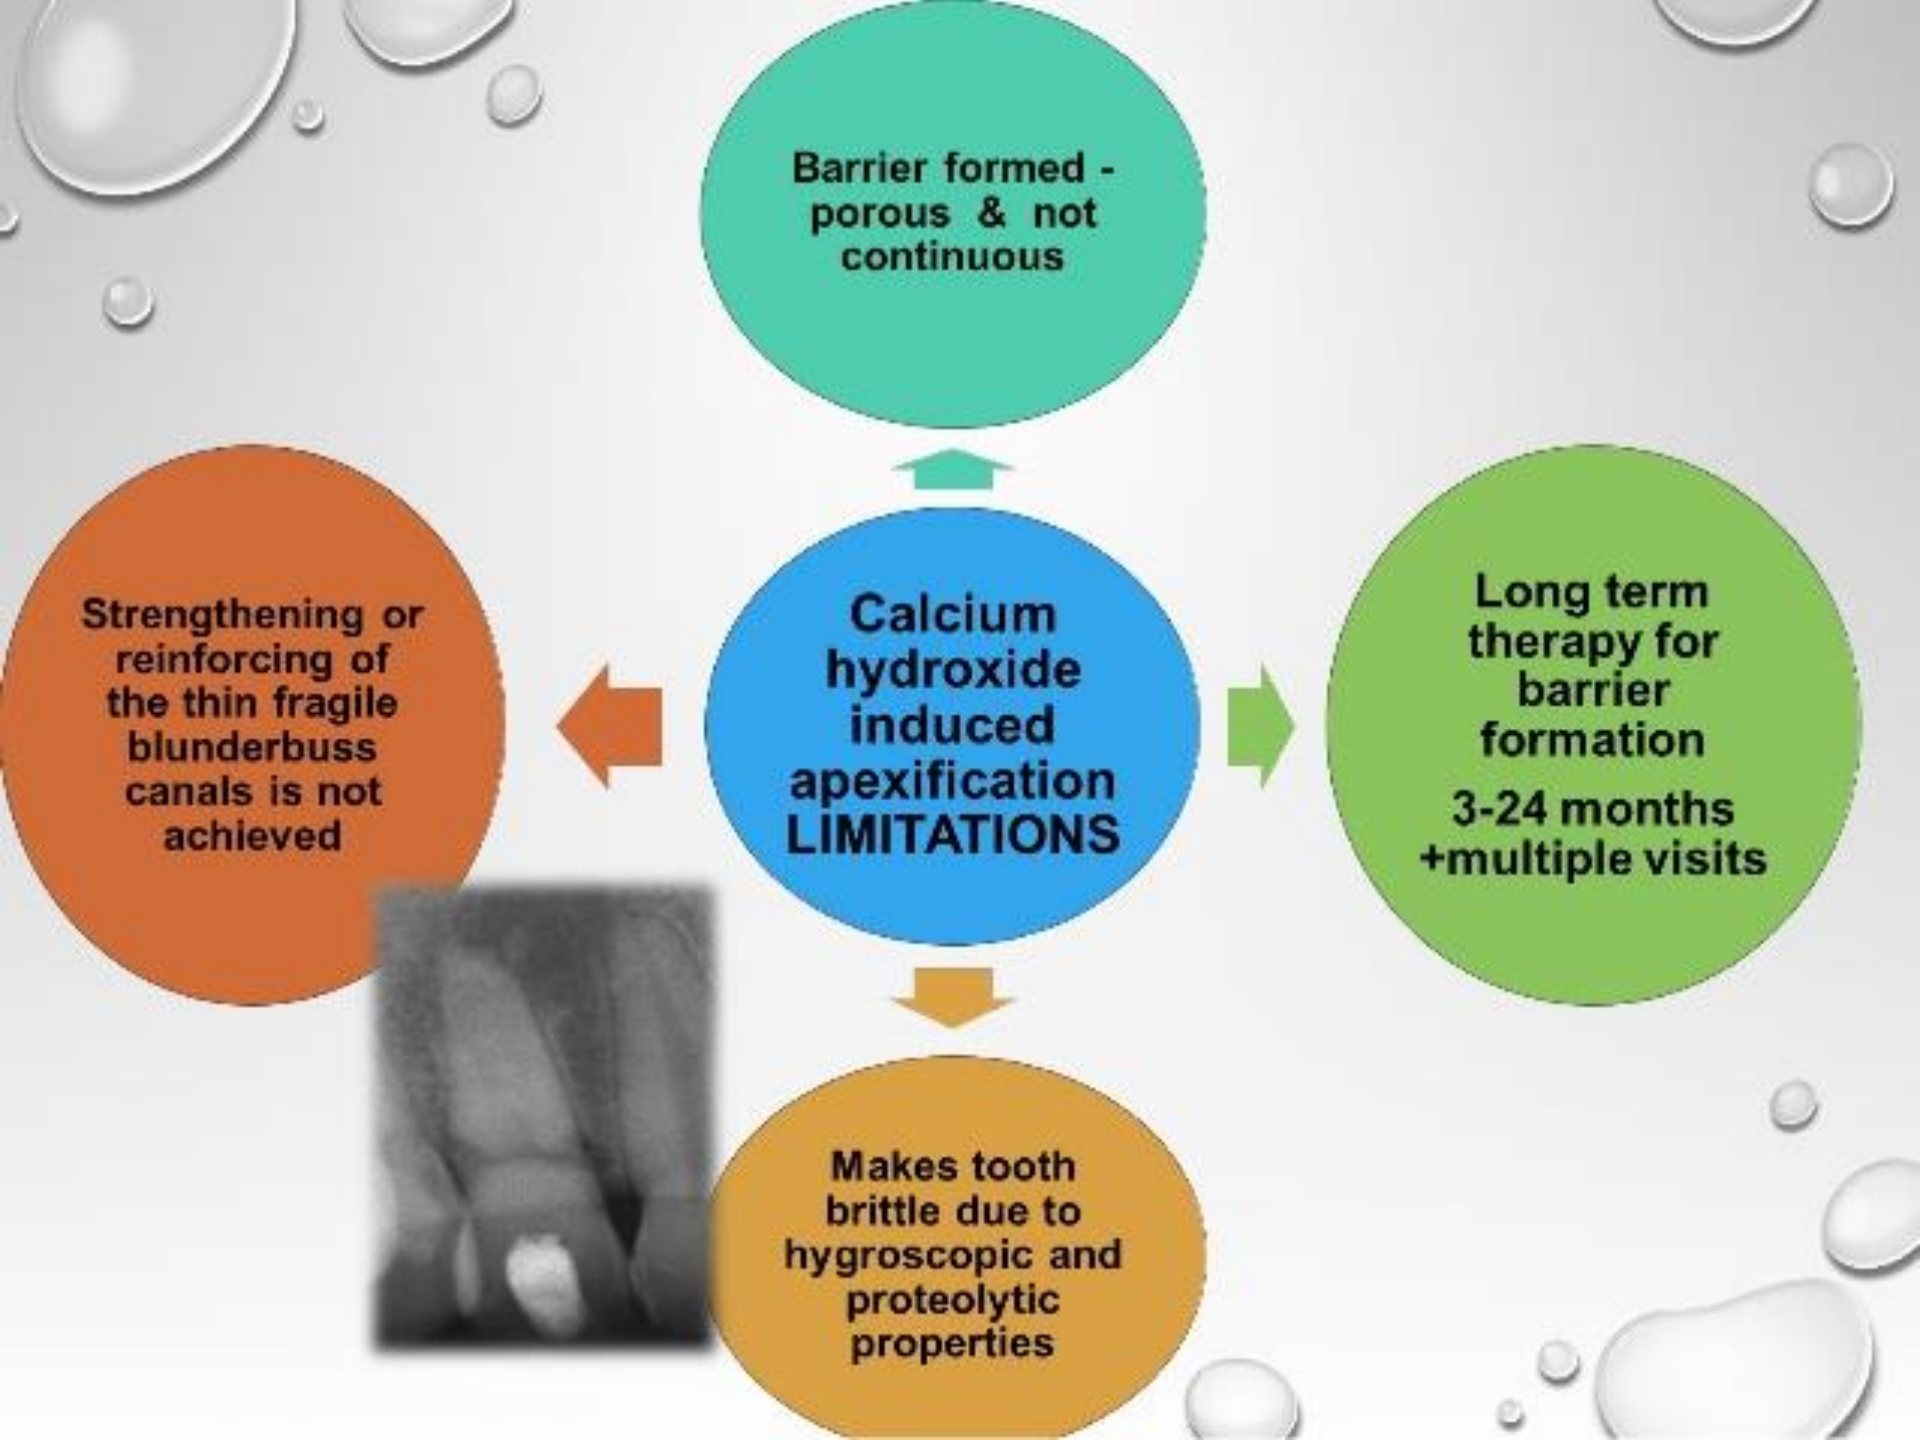 Barrier formed -
porous & not
continuous
Strengthening or
reinforcing of
the thin fragile
blunderbuss
canals is not
achieved
Calcium
hydroxide
induced
apexification
LIMITATIONS
Long term
therapy for
barrier
formation
3-24 months
+multiple visits
Makes tooth
brittle due to
hygroscopic and
proteolytic
properties